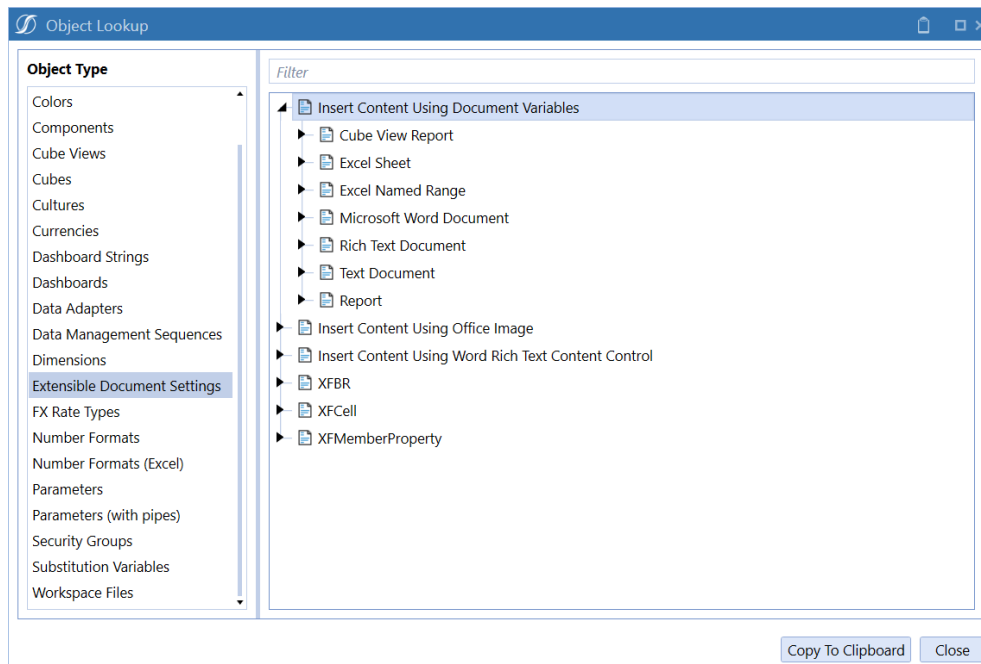 Object Lookup
Object Type
Colors
Components
Cube Views
Cubes
Cultures
Currencies
Dashboard Strings
Dashboards
Data Adapters
Data Management Sequences
Dimensions
Extensible Document Settings
FX Rate Types
Number Formats
Number Formats (Excel)
Parameters
Parameters (with pipes)
Security Groups
Substitution Variables
Workspace Files
Filter
Insert Content Using Document Variables
Cube View Report
Excel Sheet
Excel Named Range
Microsoft Word Document
Rich Text Document
Text Document
Report
Insert Content Using Office Image
Insert Content Using Word Rich Text Content Control
XFBR
XFCell
XFMemberProperty
Copy To Clipboard
Close